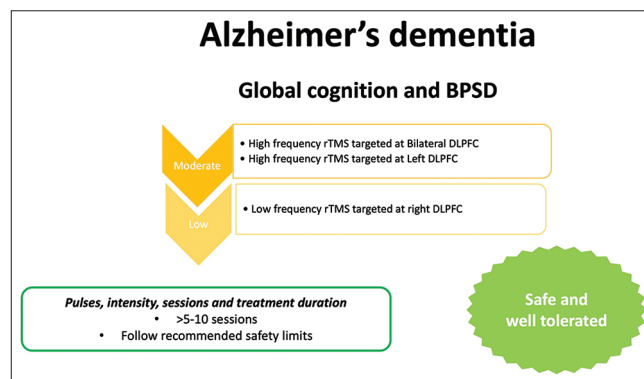 Alzheimer's dementia
Global cognition and BPSD
Moderate
• High frequency rTMS targeted at Bilateral DLPFC
• High frequency rTMS targeted at Left DLPFC
Low
• Low frequency rTMS targeted at right DLPFC
Pulses, intensity, sessions and treatment duration
• >5-10 sessions
• Follow recommended safety limits
Safe and
well tolerated